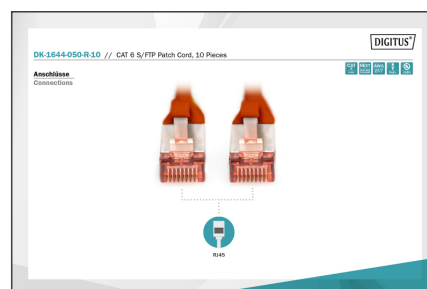 DIGITUS®
DK-1644-050-R-10 // CAT 6 S/FTP Patch Cord, 10 Pieces
Anschlüsse
Connections
RJ45